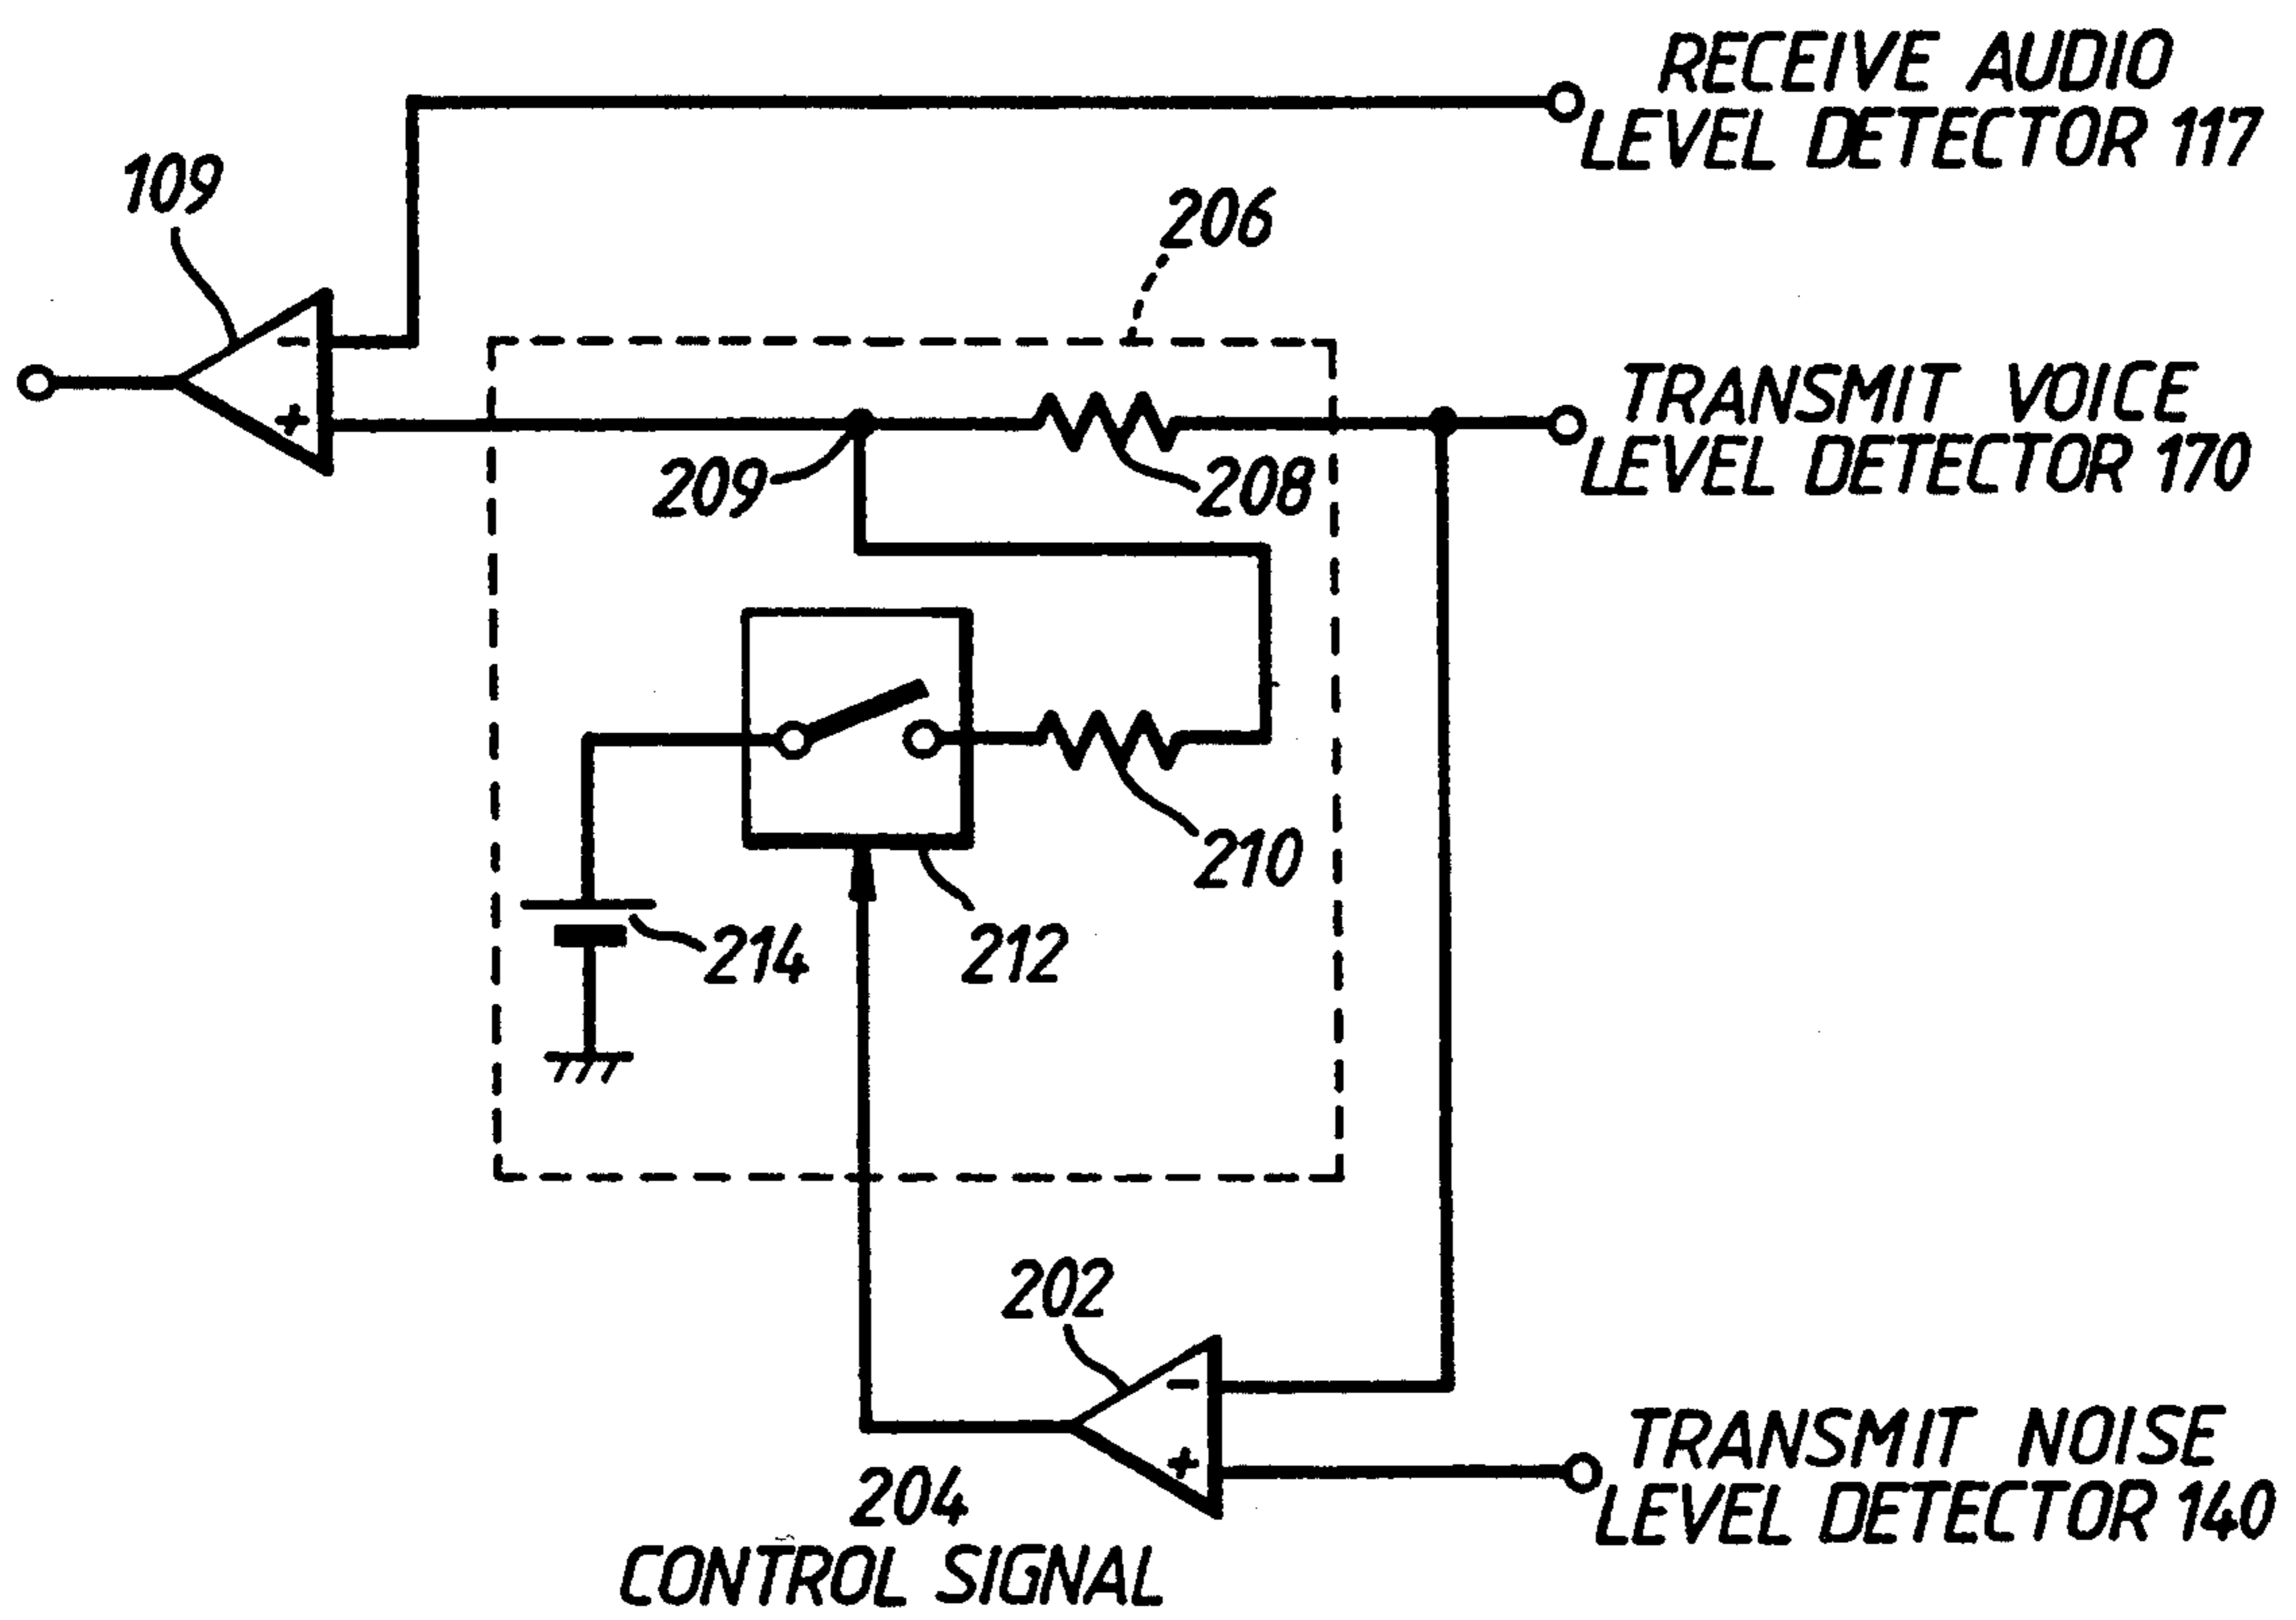 RECEIVE AUDIO
LEVEL DETECTOR 117
109
206
-
+
TRANSMIT VOICE
LEVEL DETECTOR 170
209
208
210
214
212
202
-
+
TRANSMIT NOISE
LEVEL DETECTOR 140
204
CONTROL SIGNAL